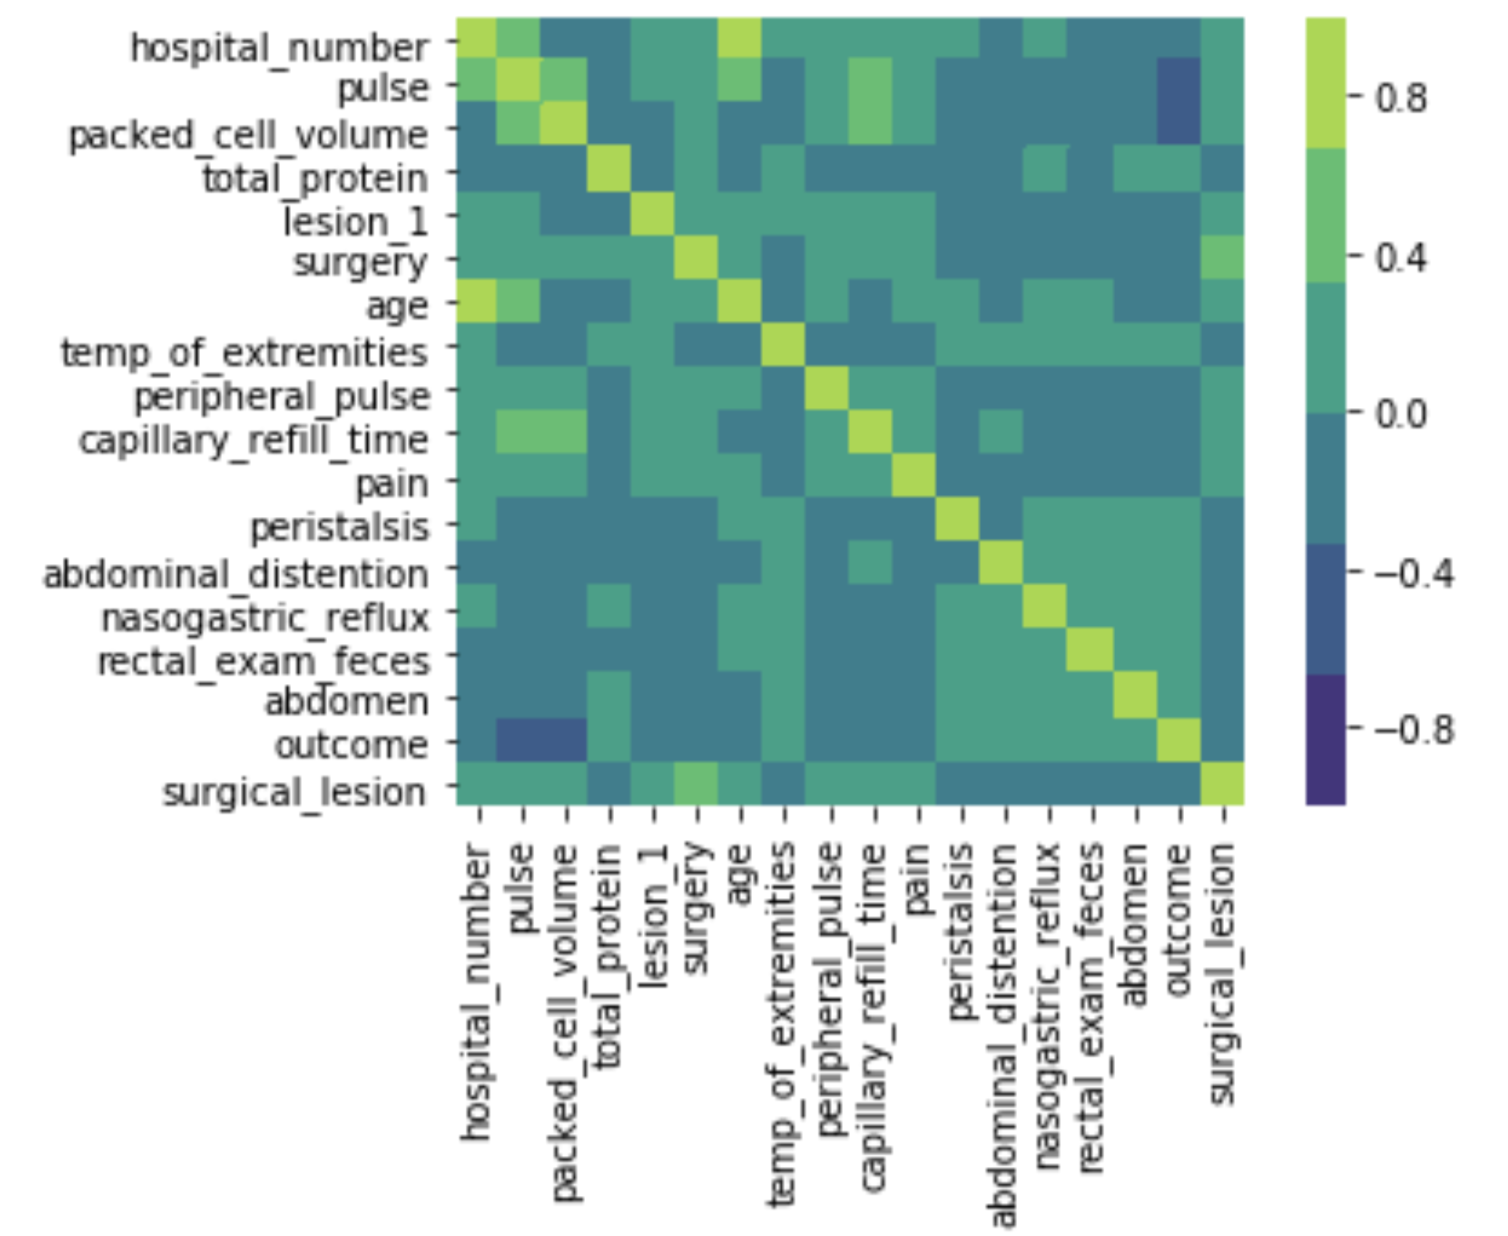 hospital_number
pulse
packed_cell_volume
total_protein
lesion_1
surgery
age
temp_of_extremities
peripheral_pulse
capillary_refill_time
pain
peristalsis
abdominal_distention
nasogastric_reflux
rectal_exam_feces
abdomen
outcome
surgical_lesion
hospital_number
pulse
packed_cell_volume
total_protein
lesion_1
surgery
age
temp_of_extremities
peripheral_pulse
capillary_refill_time
pain
peristalsis
abdominal_distention
nasogastric_reflux
rectal_exam_feces
abdomen
outcome
surgical_lesion
0.8
0.4
0.0
−0.4
−0.8